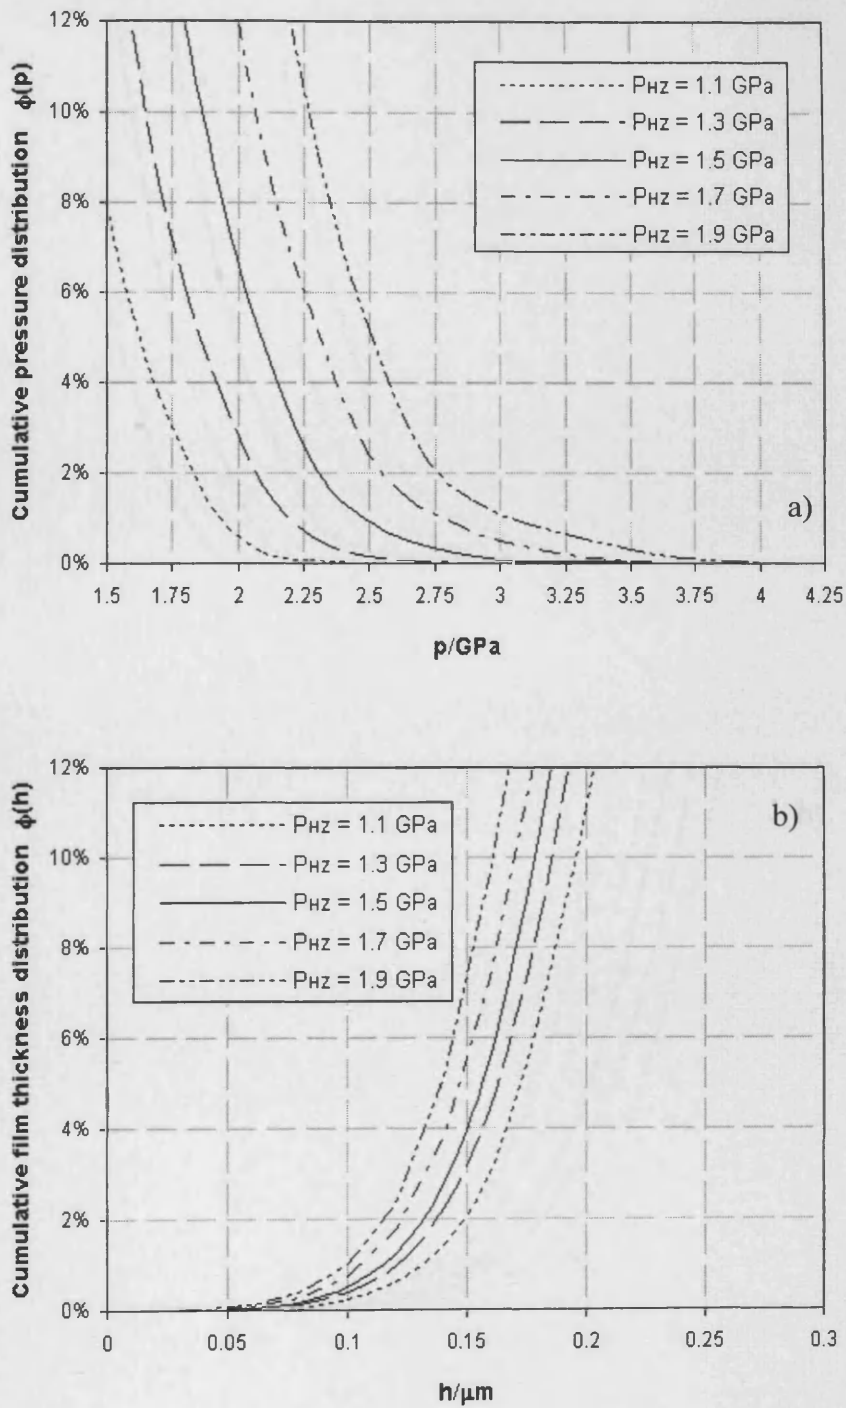 12%
10%
8%
6%
4%
2%
0%
Cumulative pressure distribution ϕ(p)
PHZ = 1.1 GPa
PHZ = 1.3 GPa
PHZ = 1.5 GPa
PHZ = 1.7 GPa
PHZ = 1.9 GPa
a)
1.5 1.75 2 2.25 2.5 2.75 3 3.25 3.5 3.75 4 4.25
p/GPa
12%
10%
8%
6%
4%
2%
0%
Cumulative film thickness distribution ϕ(h)
PHZ = 1.1 GPa
PHZ = 1.3 GPa
PHZ = 1.5 GPa
PHZ = 1.7 GPa
PHZ = 1.9 GPa
b)
0 0.05 0.1 0.15 0.2 0.25 0.3
h/μm